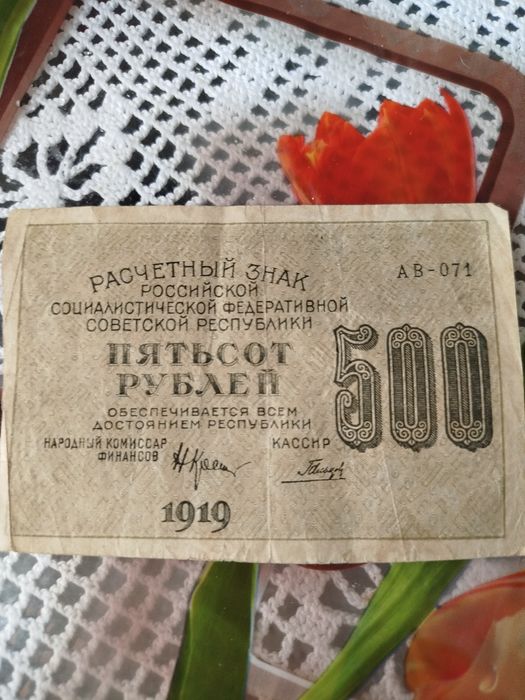 РАСЧЕТНЫЙ ЗНАК
АВ-071
РОССИЙСКОЙ
СОЦИАЛИСТИЧЕСКОЙ ФЕДЕРАТИВНОЙ
СОВЕТСКОЙ РЕСПУБЛИКИ
ПЯТЬСОТ
РУБЛЕЙ
500
ОБЕСПЕЧИВАЕТСЯ ВСЕМ
ДОСТОЯНИЕМ РЕСПУБЛИКИ
НАРОДНЫЙ КОМИССАР
ФИНАНСОВ
КАССИР
1919